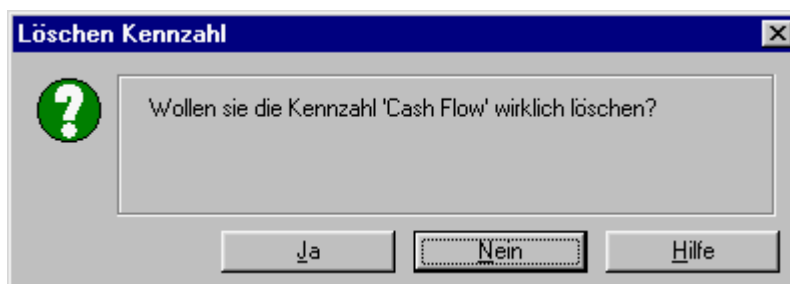 Löschen Kennzahl
Wollen sie die Kennzahl 'Cash Flow' wirklich löschen?
Ja
Nein
Hilfe